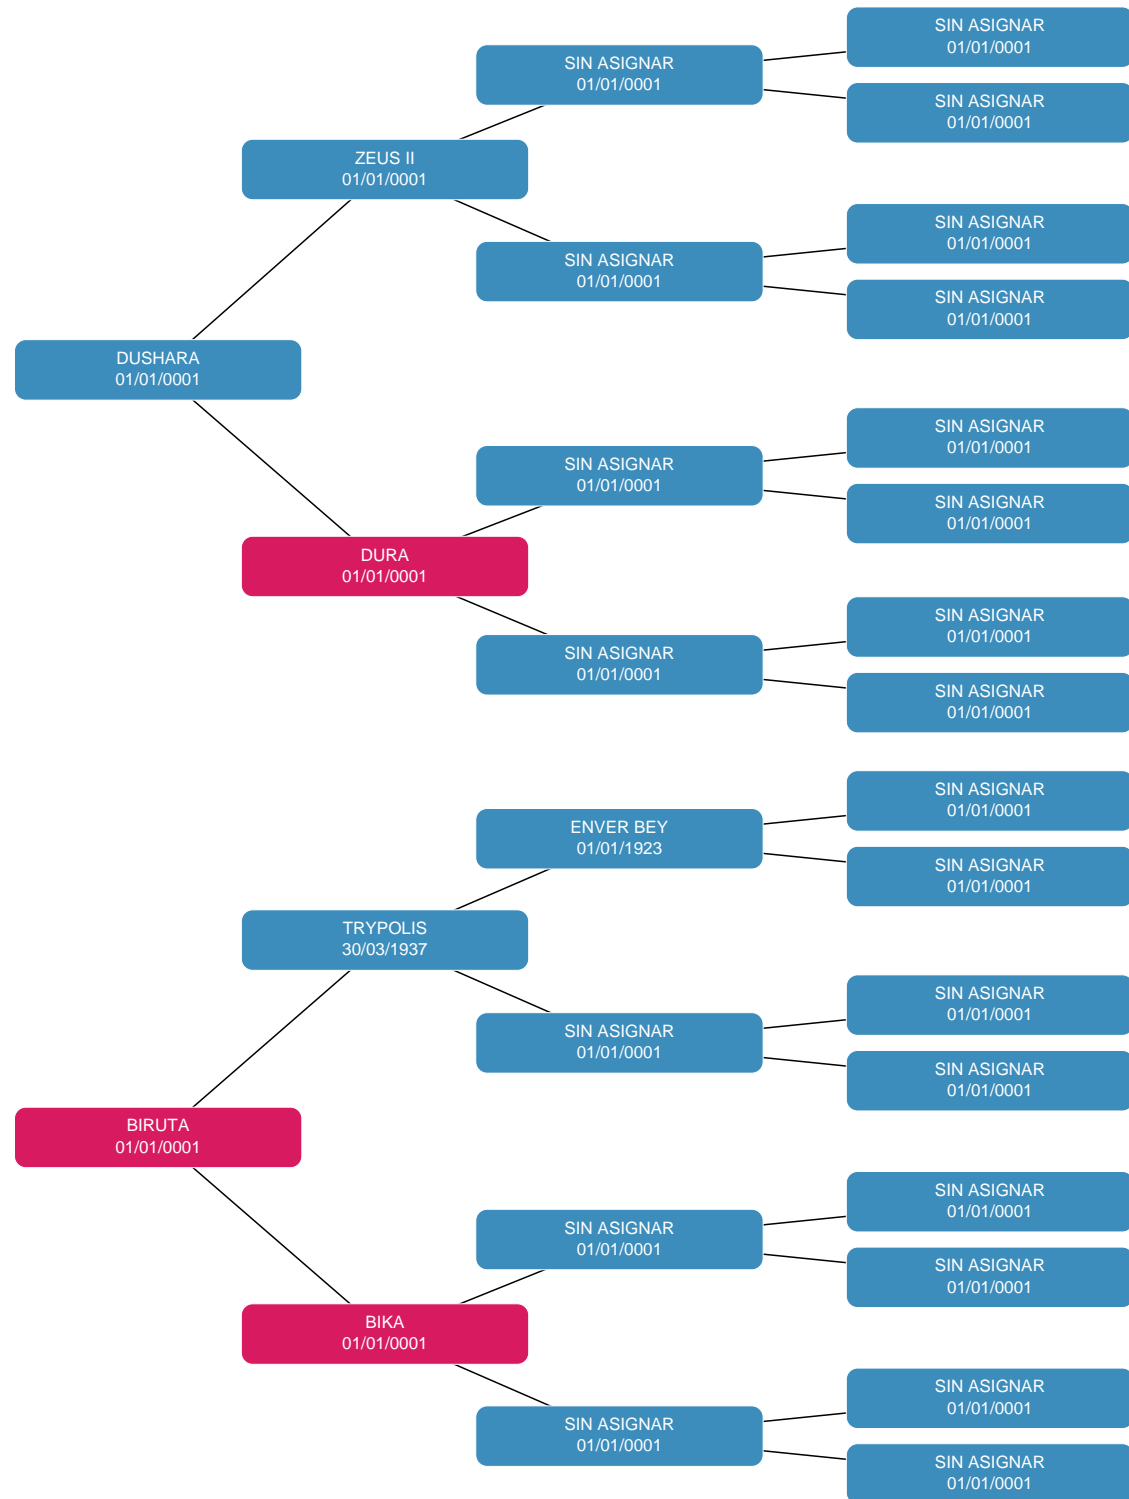 SIN ASIGNAR
01/01/0001
SIN ASIGNAR
01/01/0001
SIN ASIGNAR
01/01/0001
ZEUS II
01/01/0001
SIN ASIGNAR
01/01/0001
SIN ASIGNAR
01/01/0001
SIN ASIGNAR
01/01/0001
DUSHARA
01/01/0001
SIN ASIGNAR
01/01/0001
SIN ASIGNAR
01/01/0001
SIN ASIGNAR
01/01/0001
DURA
01/01/0001
SIN ASIGNAR
01/01/0001
SIN ASIGNAR
01/01/0001
SIN ASIGNAR
01/01/0001
SIN ASIGNAR
01/01/0001
ENVER BEY
01/01/1923
SIN ASIGNAR
01/01/0001
TRYPOLIS
30/03/1937
SIN ASIGNAR
01/01/0001
SIN ASIGNAR
01/01/0001
SIN ASIGNAR
01/01/0001
BIRUTA
01/01/0001
SIN ASIGNAR
01/01/0001
SIN ASIGNAR
01/01/0001
SIN ASIGNAR
01/01/0001
BIKA
01/01/0001
SIN ASIGNAR
01/01/0001
SIN ASIGNAR
01/01/0001
SIN ASIGNAR
01/01/0001